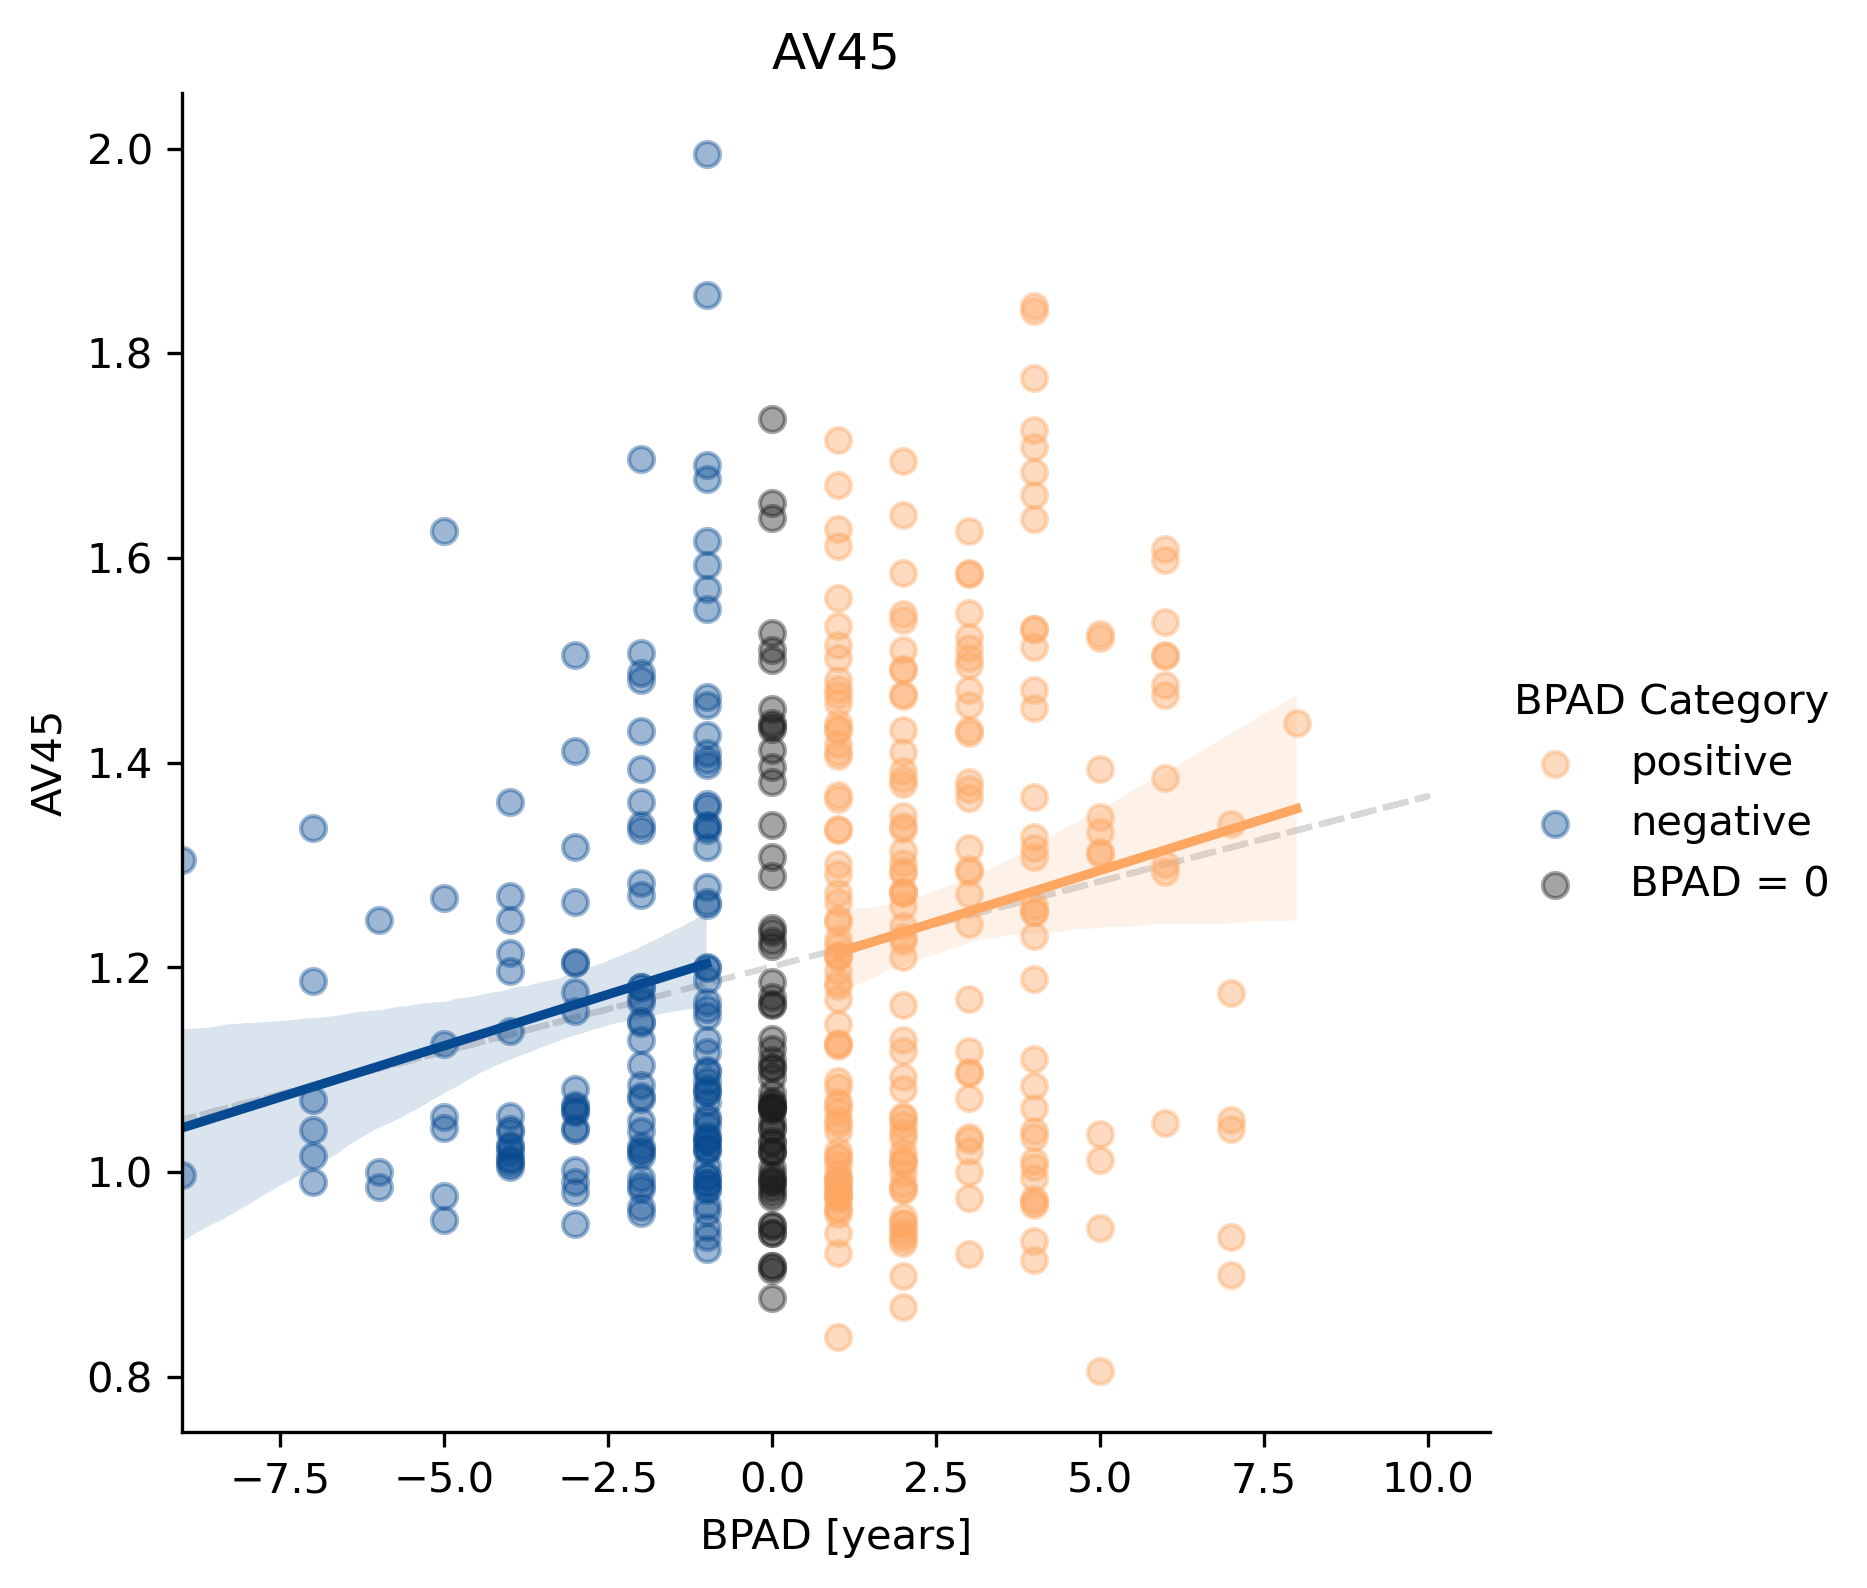 AV45
2.0
1.8
1.6
1.4
1.2
1.0
0.8
AV45
−7.5 −5.0 −2.5 0.0 2.5 5.0 7.5 10.0
BPAD [years]
BPAD Category
positive
negative
BPAD = 0